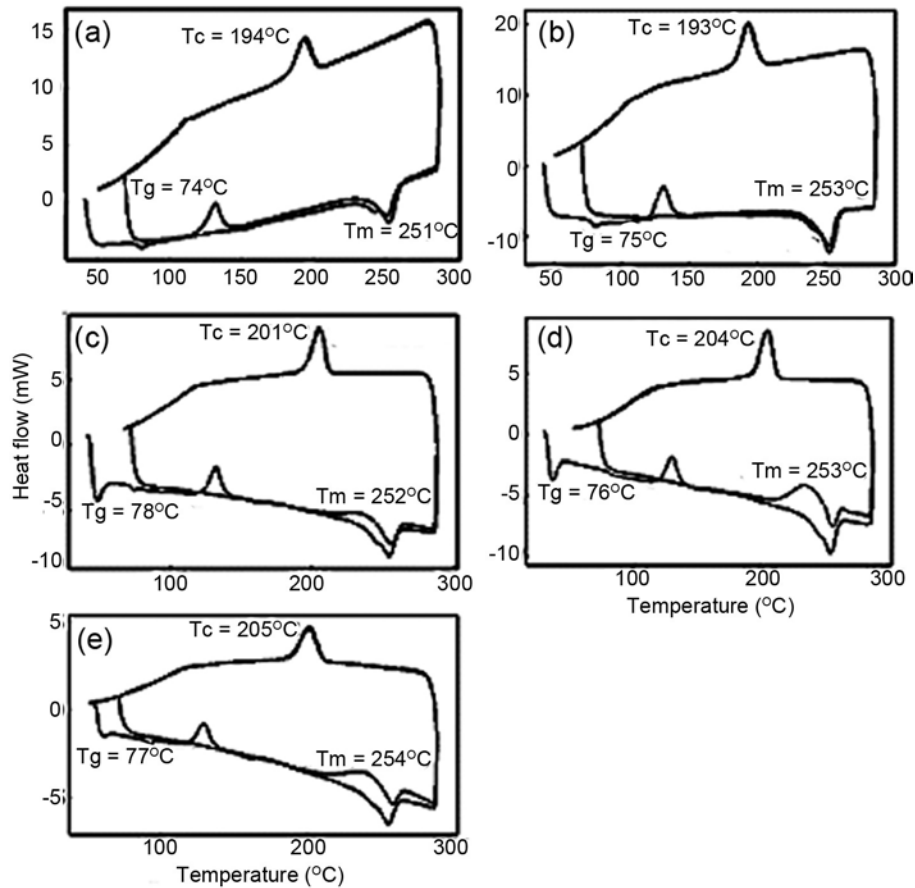 (a)
Tc = 194°C
15
10
5
0
Tg = 74°C
Tm = 251°C
50 100 150 200 250 300
(b)
Tc = 193°C
20
10
0
-10
Tg = 75°C
Tm = 253°C
50 100 150 200 250 300
(c)
Tc = 201°C
5
0
-5
-10
Heat flow (mW)
Tg = 78°C
Tm = 252°C
100 200 300
(d)
Tc = 204°C
5
0
-5
-10
Tg = 76°C
Tm = 253°C
100 200 300
Temperature (°C)
(e)
Tc = 205°C
5
0
-5
Tg = 77°C
Tm = 254°C
100 200 300
Temperature (°C)